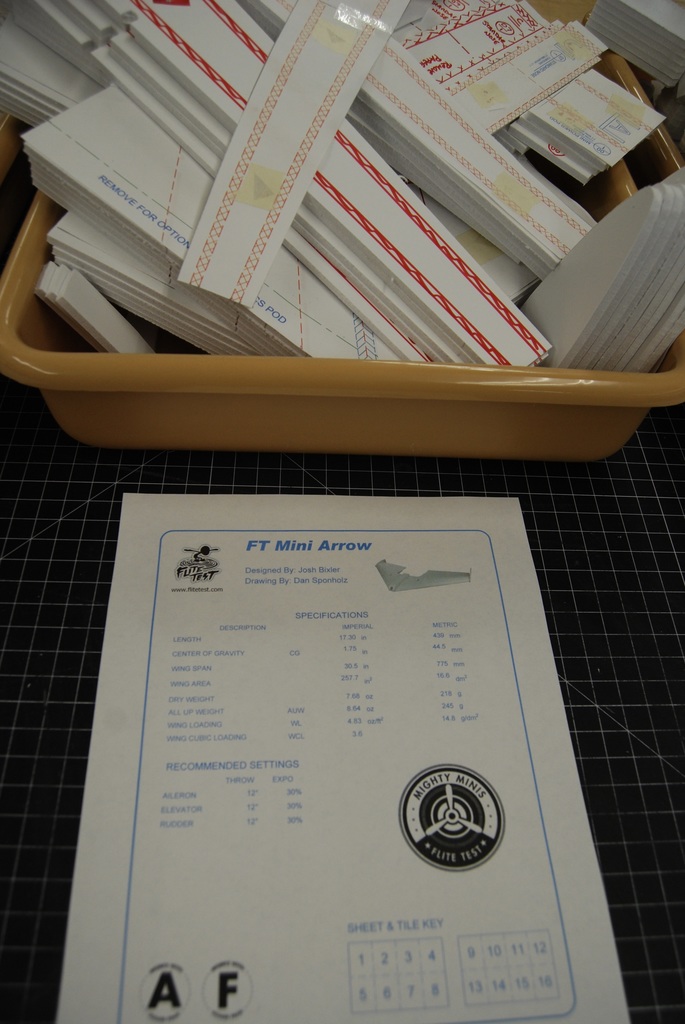 REMOVE FOR OPTION
SS POD
FLITE TEST
www.flitetest.com
FT Mini Arrow
Designed By: Josh Bixler
Drawing By: Dan Sponholz
SPECIFICATIONS
DESCRIPTION IMPERIAL METRIC
LENGTH 17.30 in 439 mm
CENTER OF GRAVITY CG 1.75 in 44.5 mm
WING SPAN 30.5 in 775 mm
WING AREA 257.7 in² 16.6 dm²
DRY WEIGHT 7.68 oz 218 g
ALL UP WEIGHT AUW 8.64 oz 245 g
WING LOADING WL 4.83 oz/ft² 14.8 g/dm²
WING CUBIC LOADING WCL 3.6
RECOMMENDED SETTINGS
THROW EXPO
AILERON 12° 30%
ELEVATOR 12° 30%
RUDDER 12° 30%
MIGHTY MINIS
FLITE TEST
SHEET & TILE KEY
1 2 3 4 9 10 11 12
5 6 7 8 13 14 15 16
A F